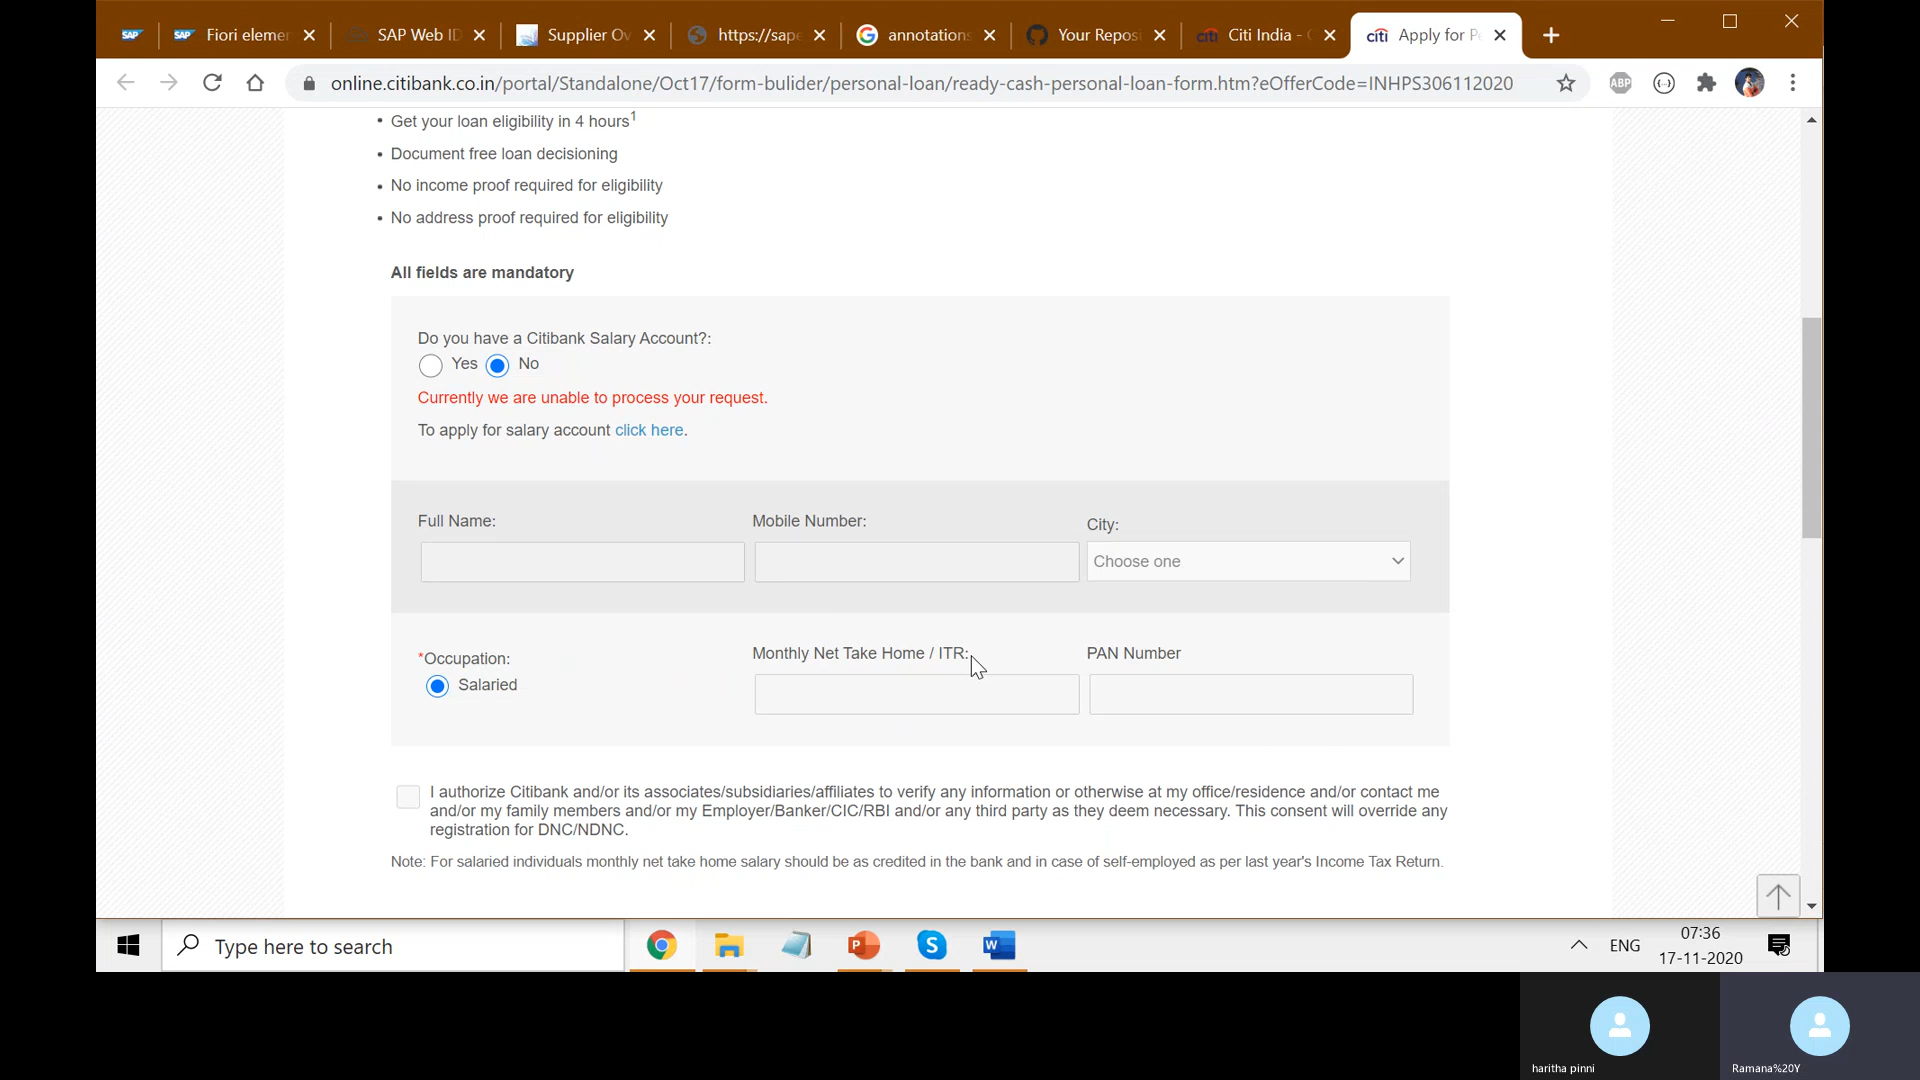 SAP
SAP Fiori elemen
SAP Web ID
Supplier Ov
https://sape
annotations
Your Reposi
citi Citi India - C
citi Apply for Pe
online.citibank.co.in/portal/Standalone/Oct17/form-bulider/personal-loan/ready-cash-personal-loan-form.htm?eOfferCode=INHPS306112020
ABP
• Get your loan eligibility in 4 hours1
• Document free loan decisioning
• No income proof required for eligibility
• No address proof required for eligibility
All fields are mandatory
Do you have a Citibank Salary Account?:
Yes No
Currently we are unable to process your request.
To apply for salary account click here.
Full Name: Mobile Number: City:
Choose one
*Occupation: Monthly Net Take Home / ITR: PAN Number
Salaried
I authorize Citibank and/or its associates/subsidiaries/affiliates to verify any information or otherwise at my office/residence and/or contact me
and/or my family members and/or my Employer/Banker/CIC/RBI and/or any third party as they deem necessary. This consent will override any
registration for DNC/NDNC.
Note: For salaried individuals monthly net take home salary should be as credited in the bank and in case of self-employed as per last year's Income Tax Return.
Type here to search
P
S
W
ENG
07:36
17-11-2020
haritha pinni
Ramana%20Y